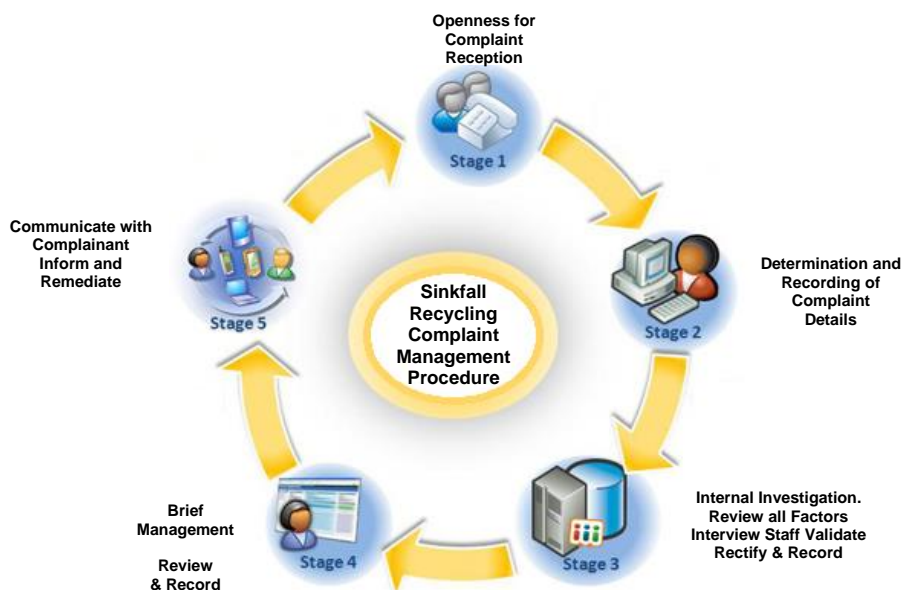 Openness for
Complaint
Reception
Stage 1
Determination and
Recording of
Complaint
Details
Stage 2
Internal Investigation.
Review all Factors
Interview Staff Validate
Rectify & Record
Stage 3
Brief
Management
Review
& Record
Stage 4
Communicate with
Complainant
Inform and
Remediate
Stage 5
Sinkfall
Recycling
Complaint
Management
Procedure